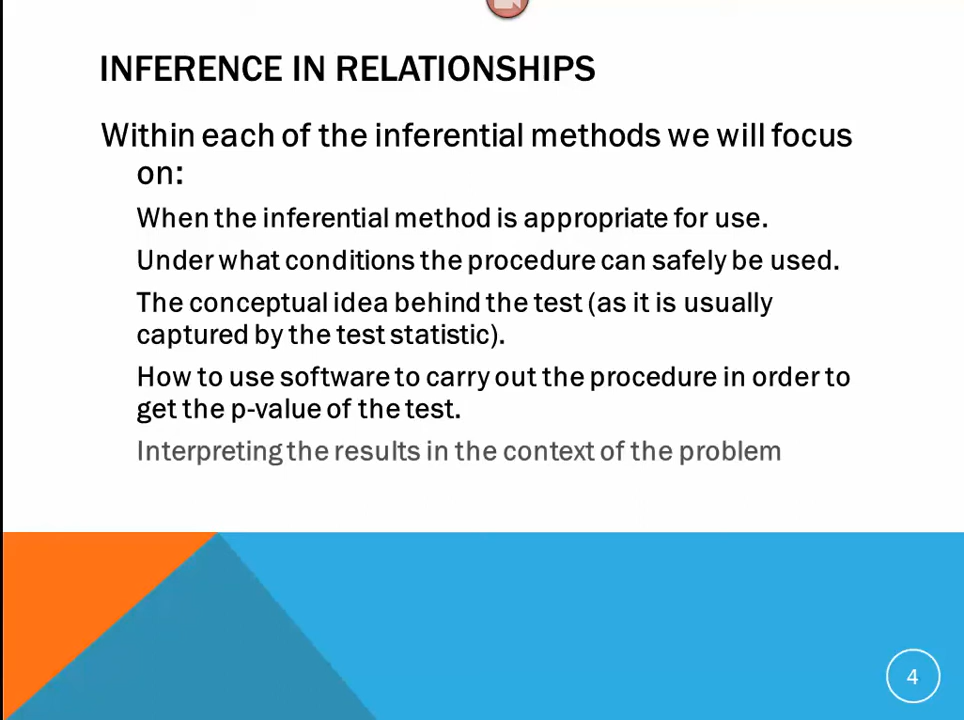 INFERENCE IN RELATIONSHIPS
Within each of the inferential methods we will focus
on:
When the inferential method is appropriate for use.
Under what conditions the procedure can safely be used.
The conceptual idea behind the test (as it is usually
captured by the test statistic).
How to use software to carry out the procedure in order to
get the p-value of the test.
Interpreting the results in the context of the problem
4